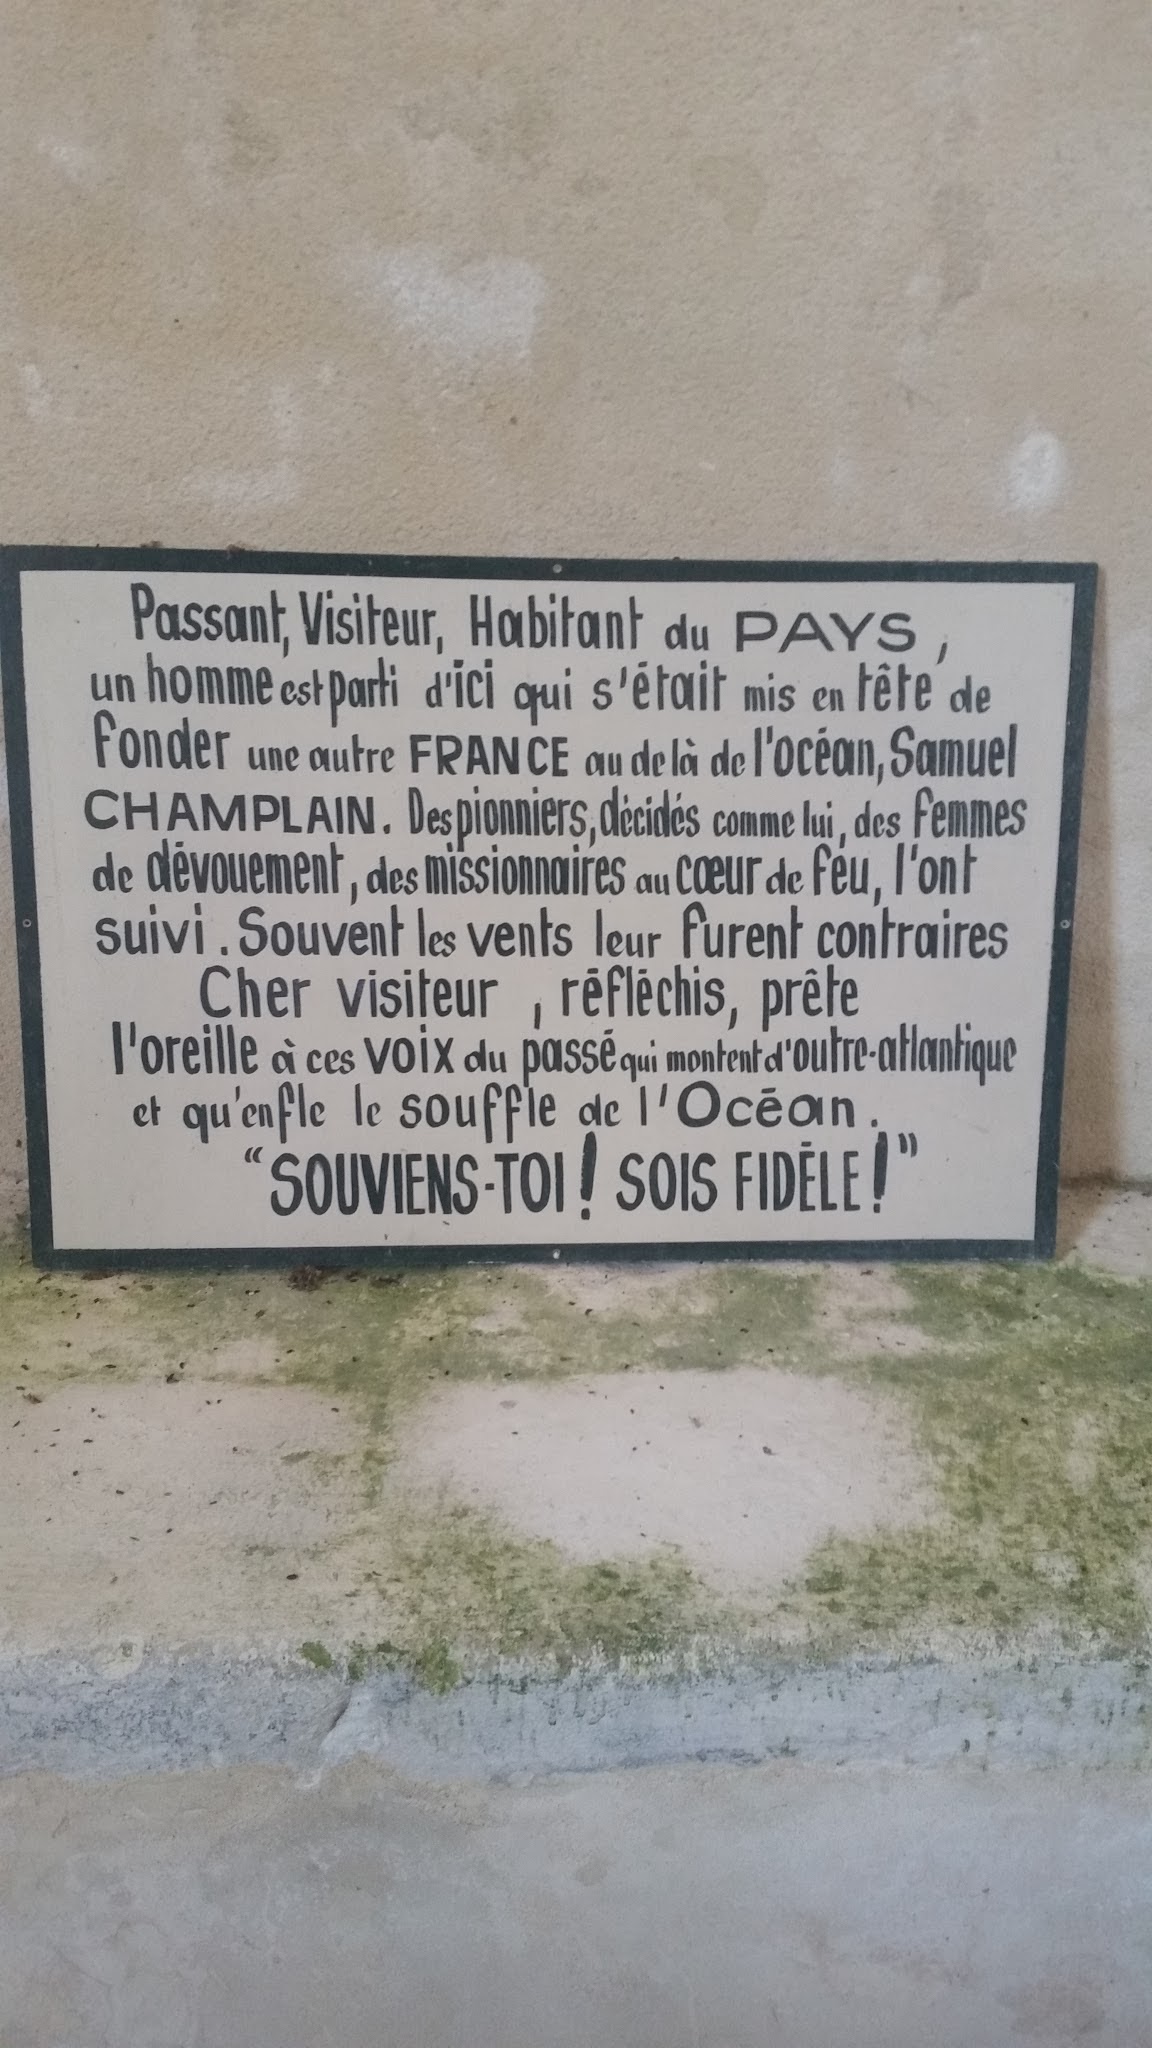 Passant, Visiteur, Habitant du PAYS,
un homme est parti d'ici qui s'était mis en tête de
fonder une autre FRANCE au delà de l'océan, Samuel
CHAMPLAIN. Des pionniers, décidés comme lui, des femmes
de dévouement, des missionnaires au cœur de feu, l'ont
suivi. Souvent les vents leur furent contraires
Cher visiteur, réfléchis, prête
l'oreille à ces voix du passé qui montent d'outre-atlantique
et qu'enfle le souffle de l'Océan.
"SOUVIENS-TOI! SOIS FIDÈLE!"